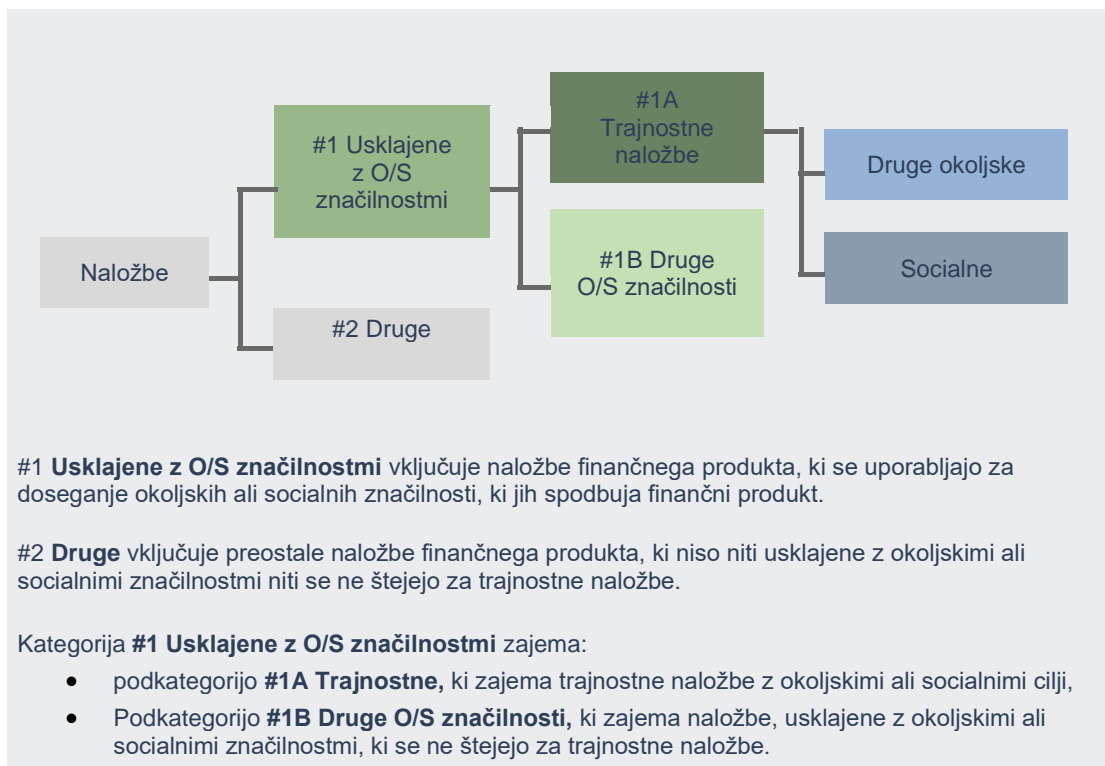 #1A
Trajnostne
naložbe
#1 Usklajene
z O/S
značilnostmi
Druge okoljske
Naložbe
#1B Druge
O/S značilnosti
Socialne
#2 Druge
#1 Usklajene z O/S značilnostmi vključuje naložbe finančnega produkta, ki se uporabljajo za
doseganje okoljskih ali socialnih značilnosti, ki jih spodbuja finančni produkt.
#2 Druge vključuje preostale naložbe finančnega produkta, ki niso niti usklajene z okoljskimi ali
socialnimi značilnostmi niti se ne štejejo za trajnostne naložbe.
Kategorija #1 Usklajene z O/S značilnostmi zajema:
• podkategorijo #1A Trajnostne, ki zajema trajnostne naložbe z okoljskimi ali socialnimi cilji,
• Podkategorijo #1B Druge O/S značilnosti, ki zajema naložbe, usklajene z okoljskimi ali
socialnimi značilnostmi, ki se ne štejejo za trajnostne naložbe.